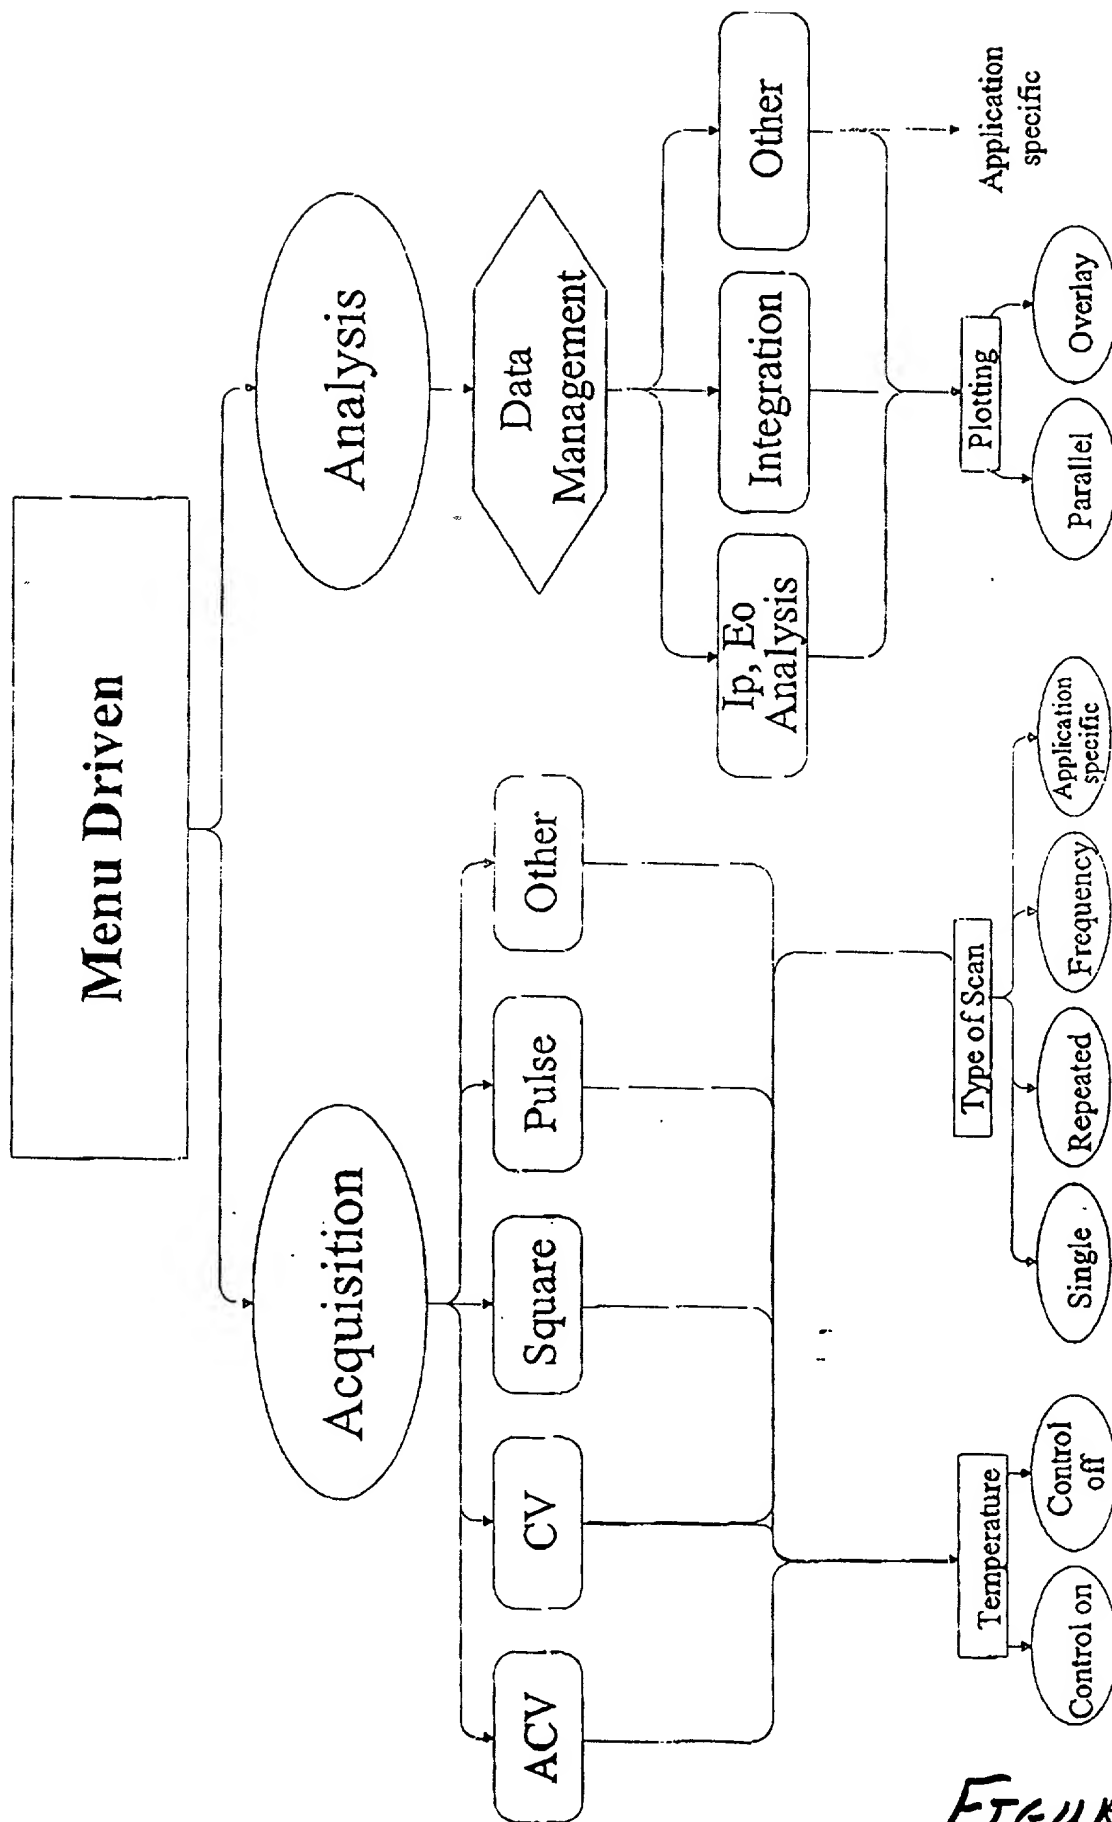 Menu Driven
Acquisition
Analysis
ACV
CV
Square
Pulse
Other
Data
Management
Ip, Eo
Analysis
Integration
Other
Temperature
Type of Scan
Plotting
Application
specific
Control on
Control
off
Single
Repeated
Frequency
Application
specific
Parallel
Overlay